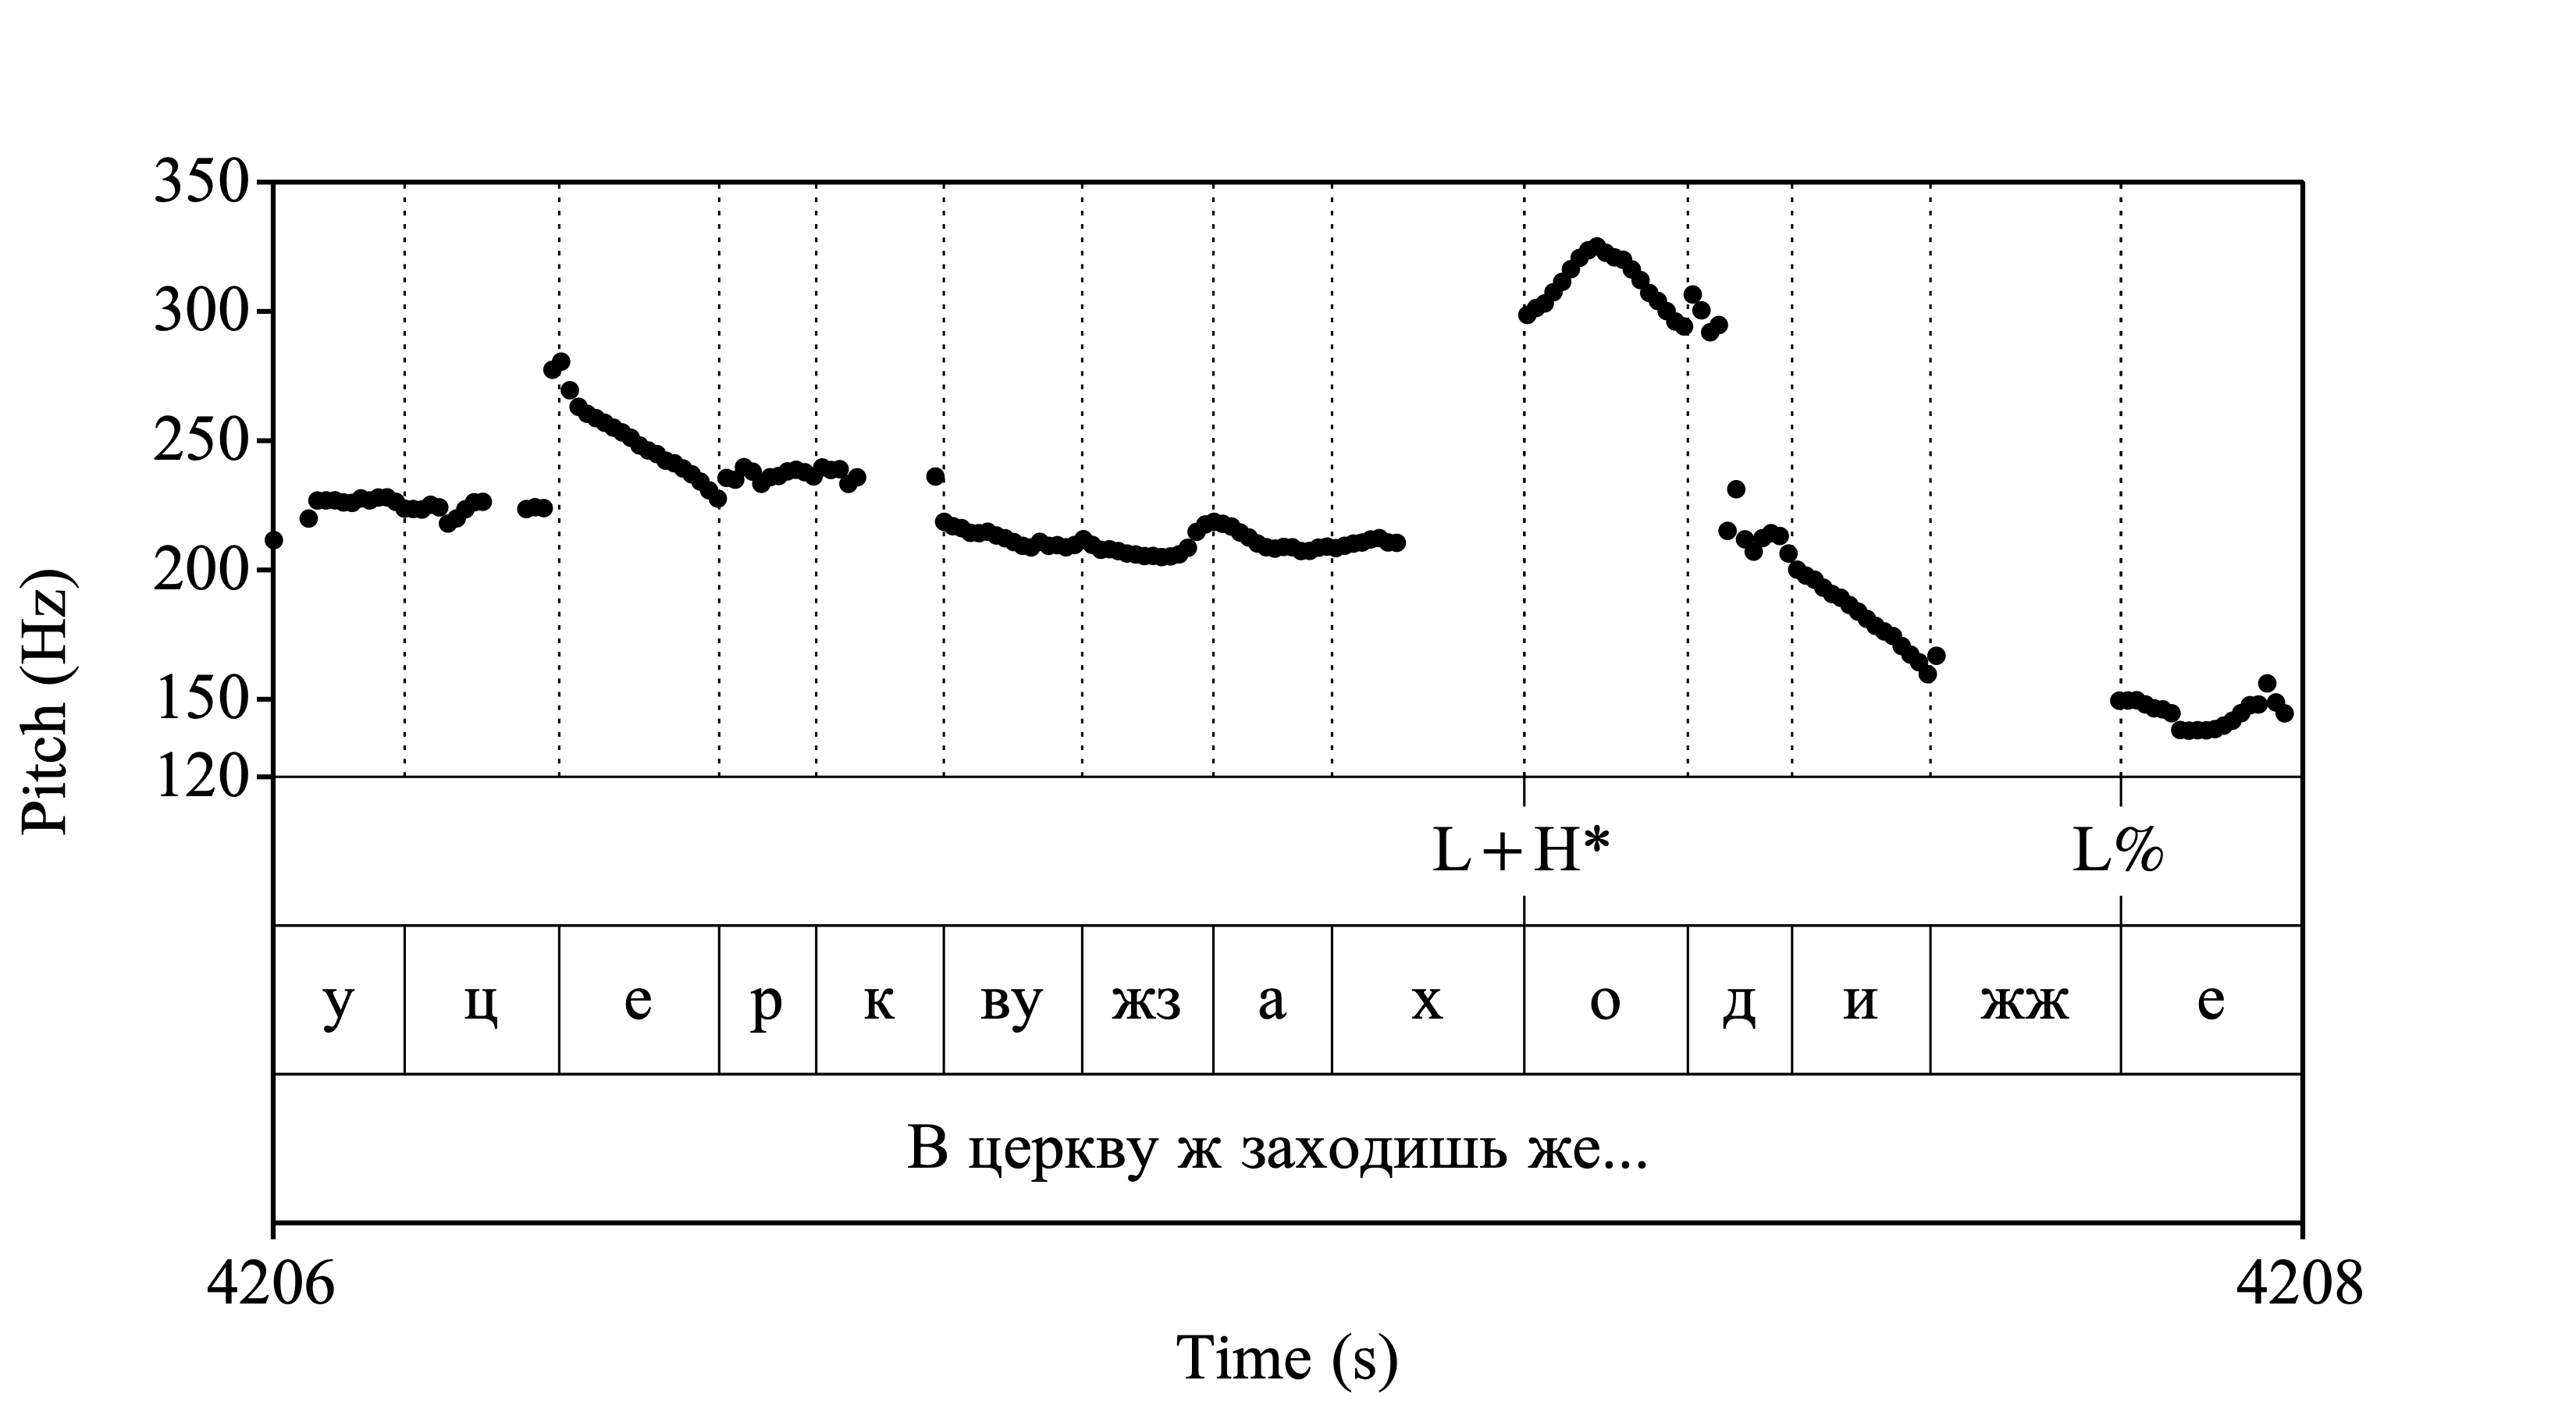 350
300
250
200
150
120
Pitch (Hz)
L+H* L%
у ц е р к ву жз а х о д и жж е
В церкву ж заходишь же...
4206 4208
Time (s)